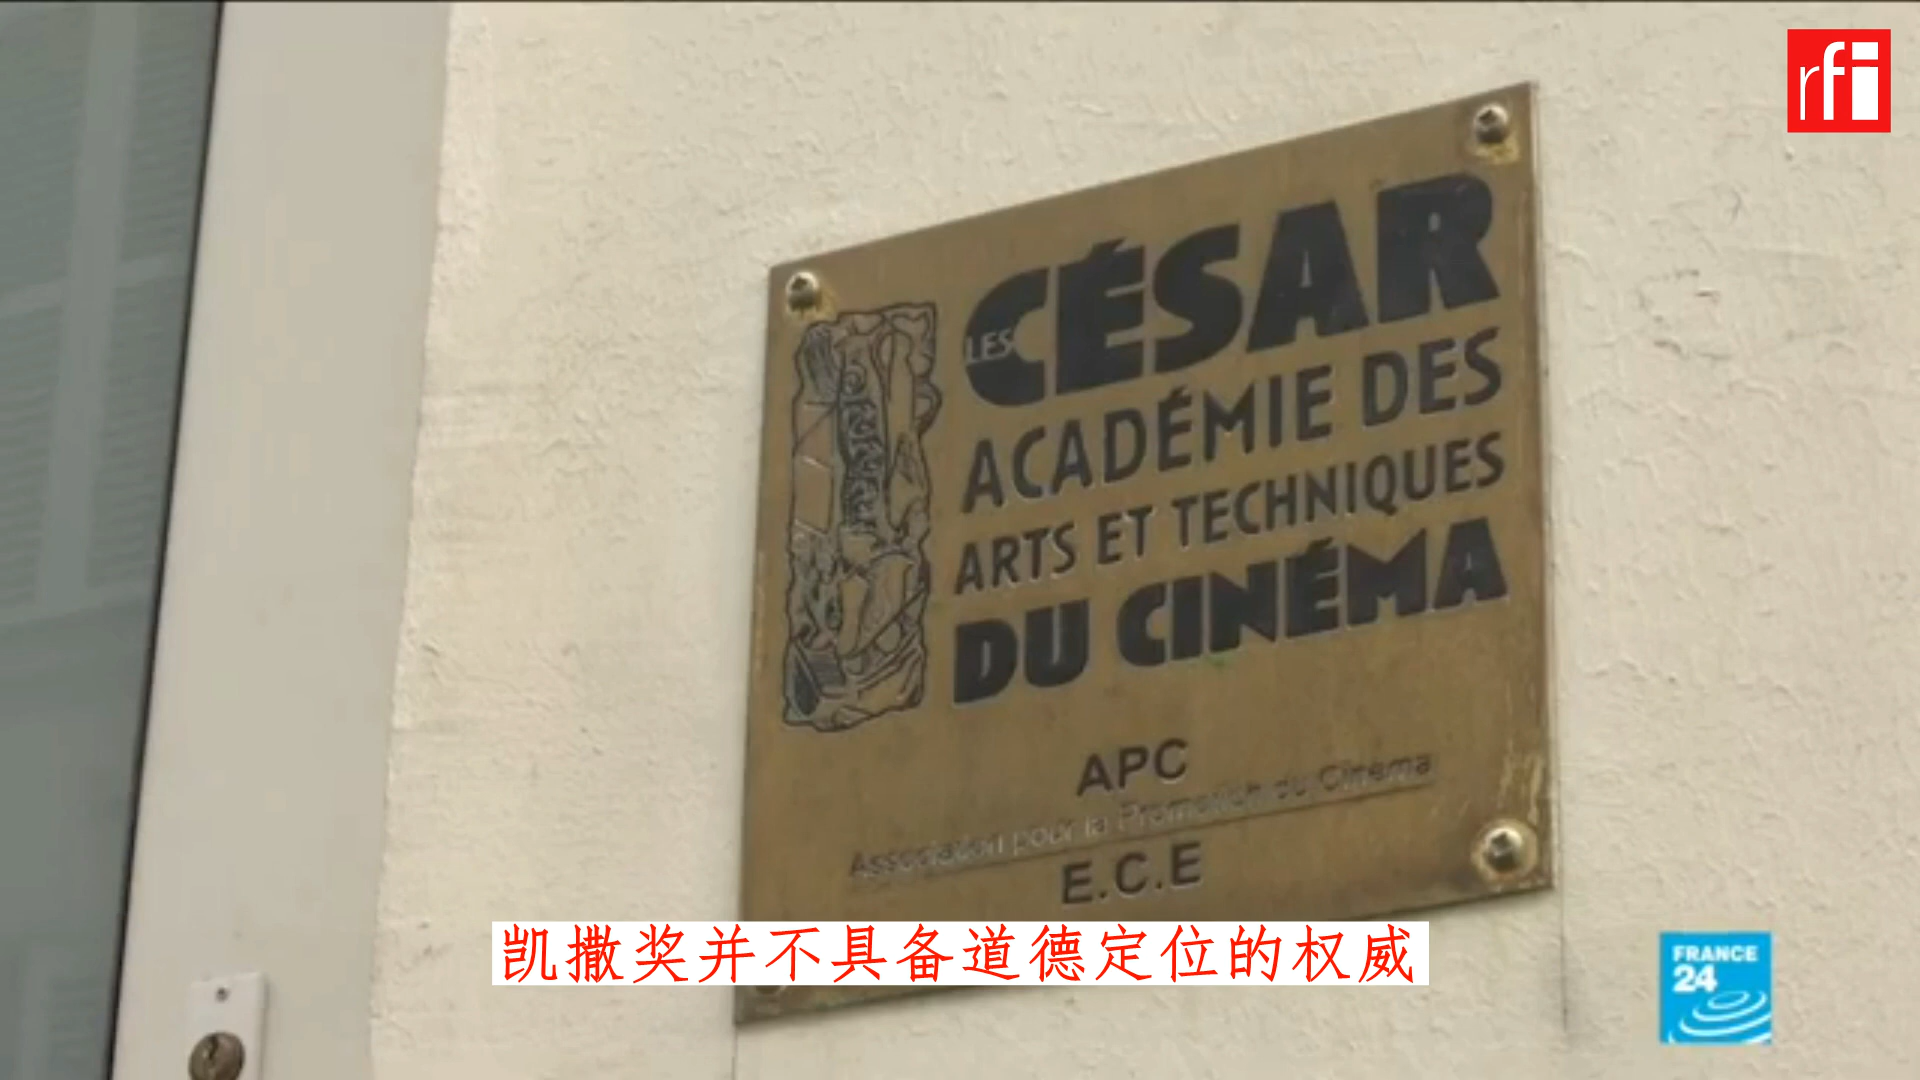 rfi
LES CÉSAR
ACADÉMIE DES
ARTS ET TECHNIQUES
DU CINÉMA
APC
Association pour la Promotion du Cinéma
E.C.E
凯撒奖并不具备道德定位的权威
FRANCE
24